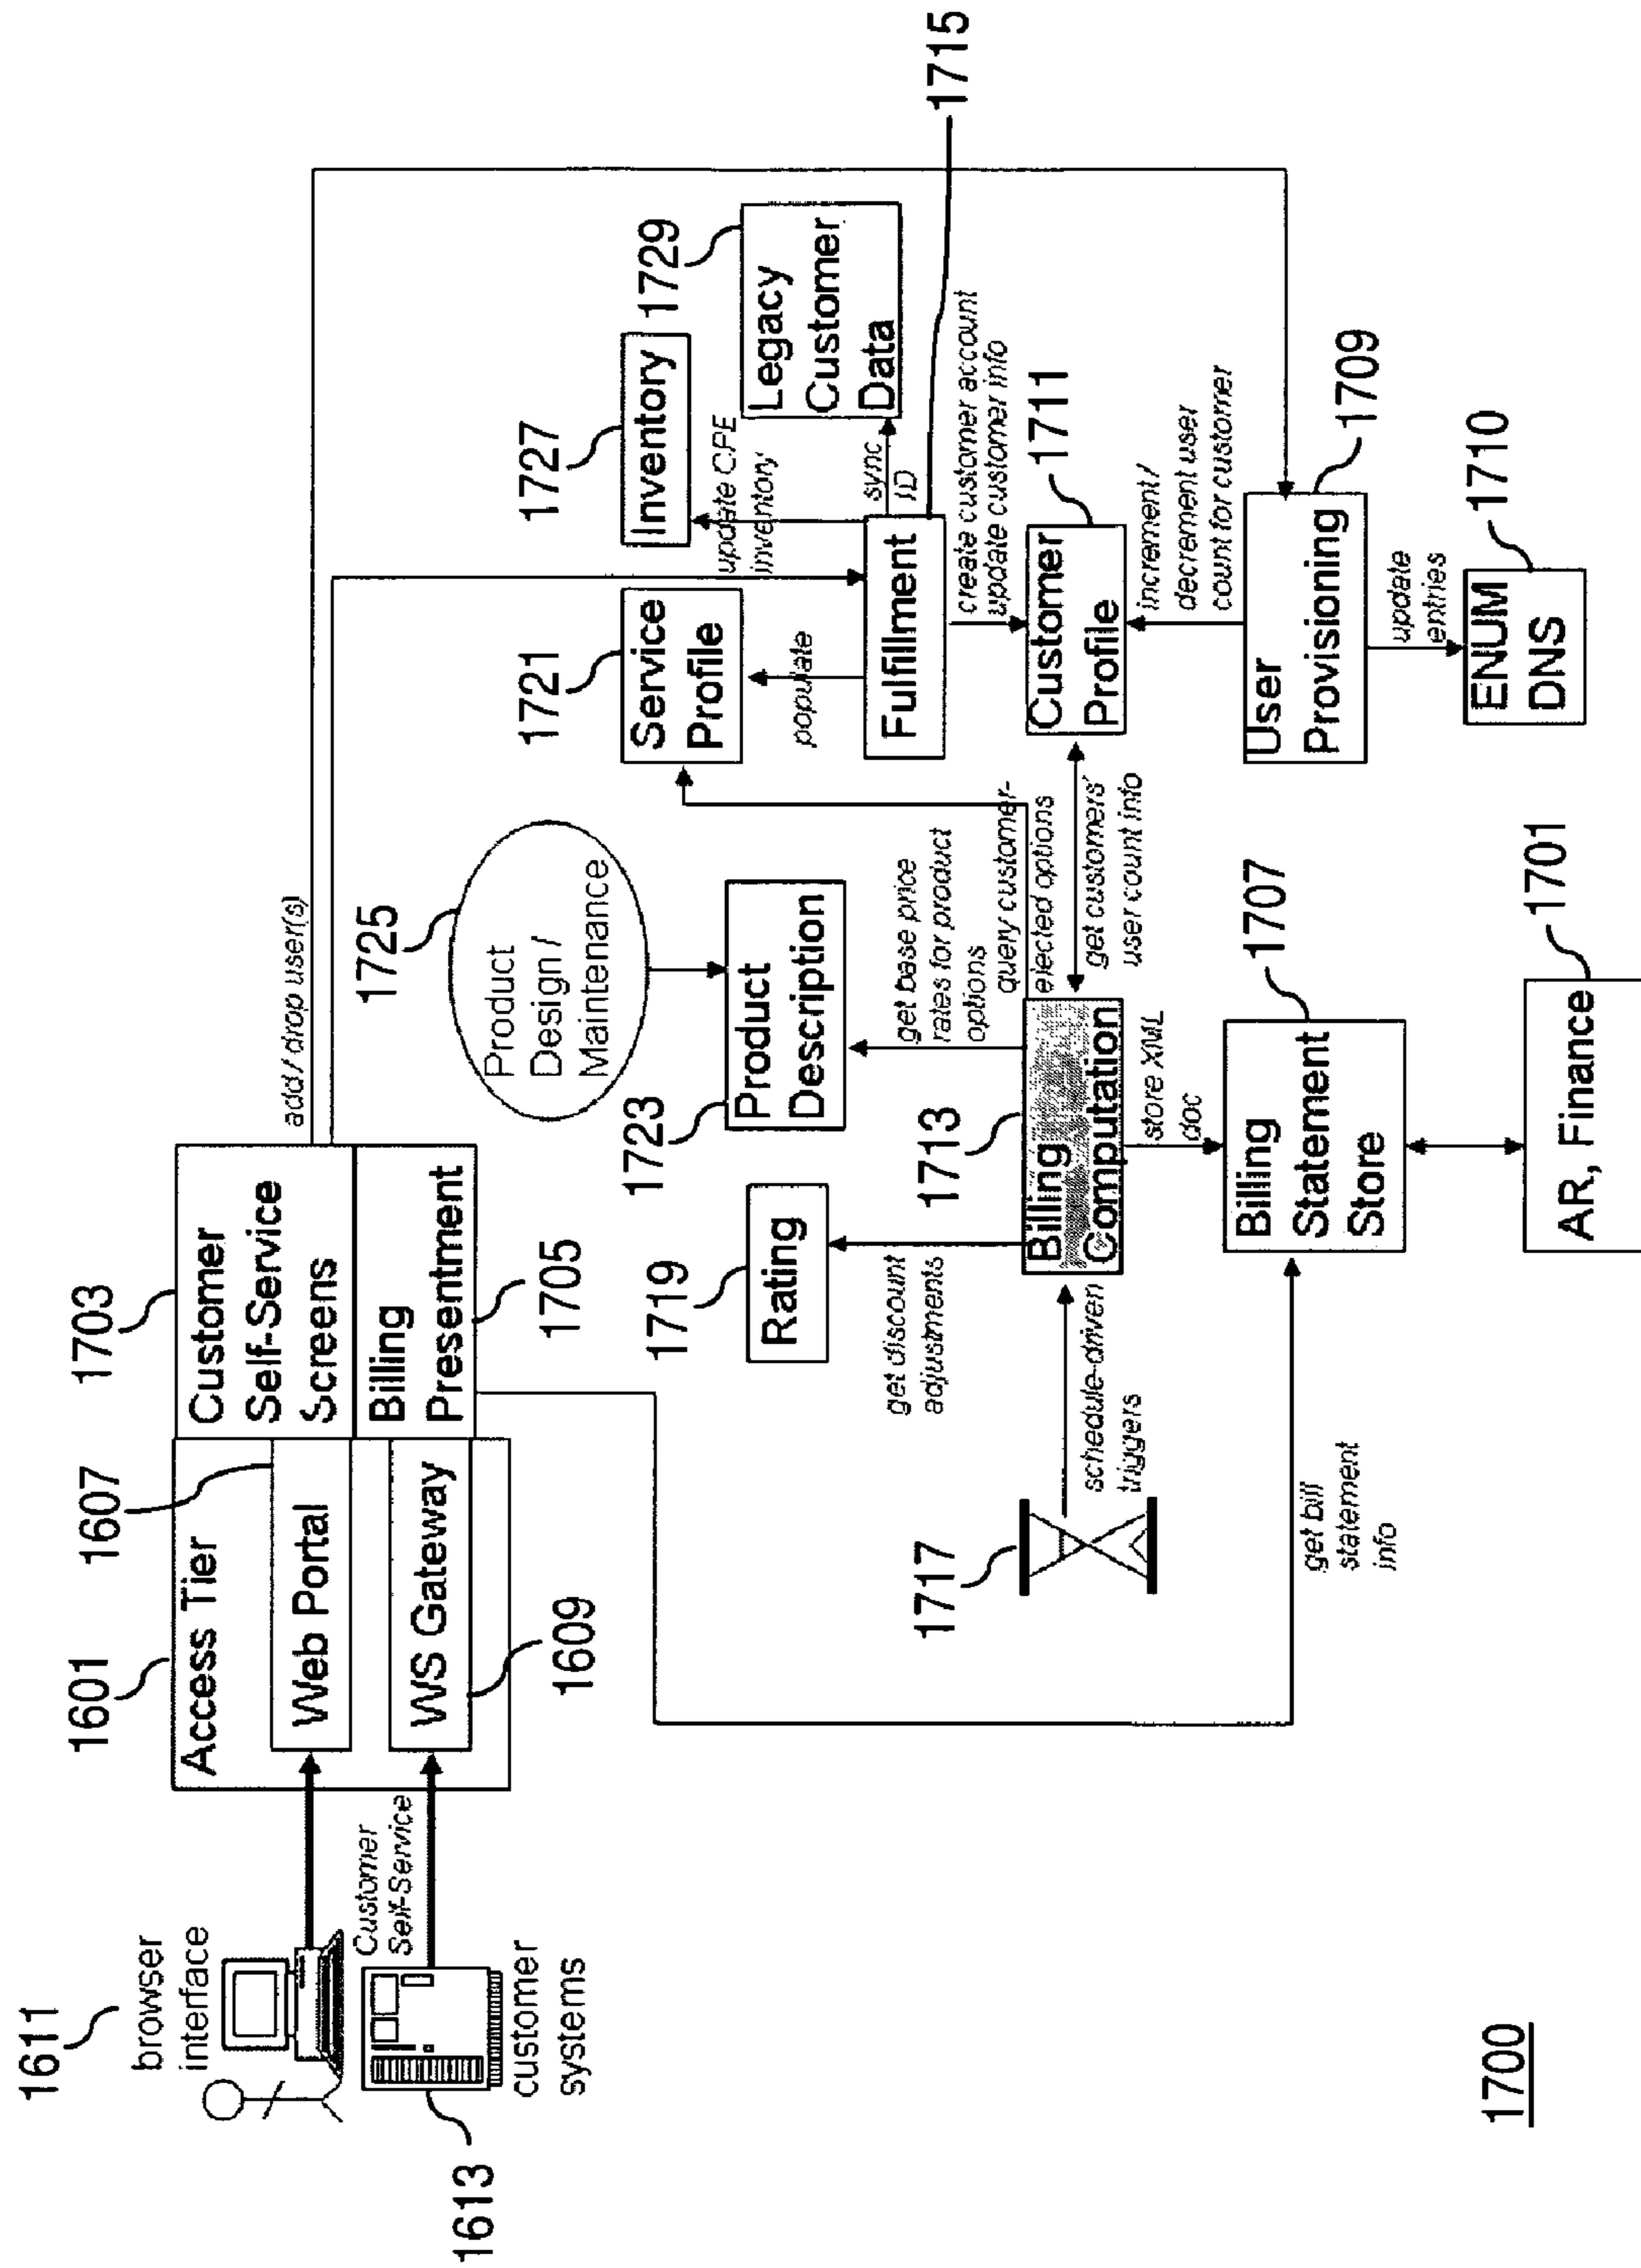 1611
browser
interface
1613
customer
systems
Customer
Self-Service
1601
Access Tier
1607
Web Portal
WS Gateway
1609
1703
Customer
Self-Service
Screens
Billing
Presentment
1705
add / drop user(s)
1725
Product
Design /
Maintenance
1723
Product
Description
1719
Rating
get discount
adjustments
get base price
rates for product
options
query customer-
elected options
1721
Service
Profile
populate
1727
Inventory
update CPE
inventory
1729
Legacy
Customer
Data
sync
ID
Fulfillment
1715
create customer account
update customer info
1717
schedule-driven
triggers
1713
Billing
Computation
get customers'
user count info
Customer
Profile
1711
increment /
decrement user
count for customer
store XML
doc
get bill
statement
info
Billing
Statement
Store
1707
User
Provisioning
1709
update
entries
ENUM
DNS
1710
AR, Finance
1701
1700